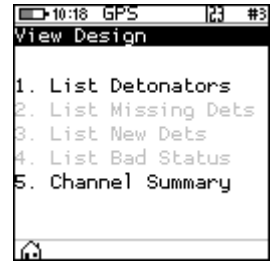 10:18 GPS 123 #3
View Design
1. List Detonators
2. List Missing Dets
3. List New Dets
4. List Bad Status
5. Channel Summary